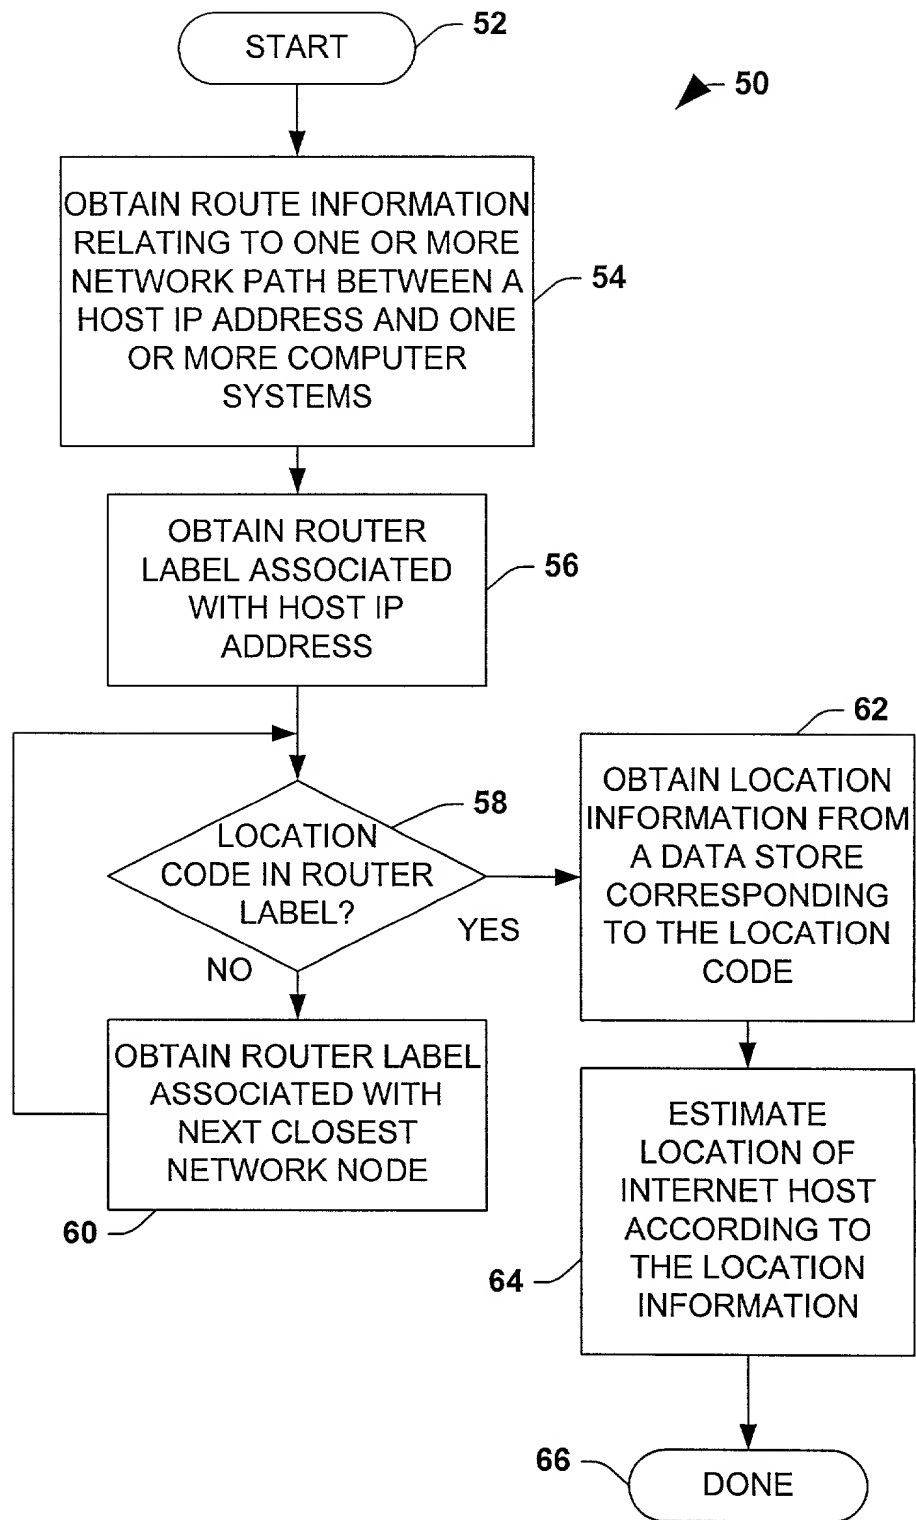 START
52
50
OBTAIN ROUTE INFORMATION
RELATING TO ONE OR MORE
NETWORK PATH BETWEEN A
HOST IP ADDRESS AND ONE
OR MORE COMPUTER
SYSTEMS
54
OBTAIN ROUTER
LABEL ASSOCIATED
WITH HOST IP
ADDRESS
56
LOCATION
CODE IN ROUTER
LABEL?
58
YES
NO
OBTAIN ROUTER LABEL
ASSOCIATED WITH
NEXT CLOSEST
NETWORK NODE
60
62
OBTAIN LOCATION
INFORMATION FROM
A DATA STORE
CORRESPONDING
TO THE LOCATION
CODE
ESTIMATE
LOCATION OF
INTERNET HOST
ACCORDING TO
THE LOCATION
INFORMATION
64
66
DONE